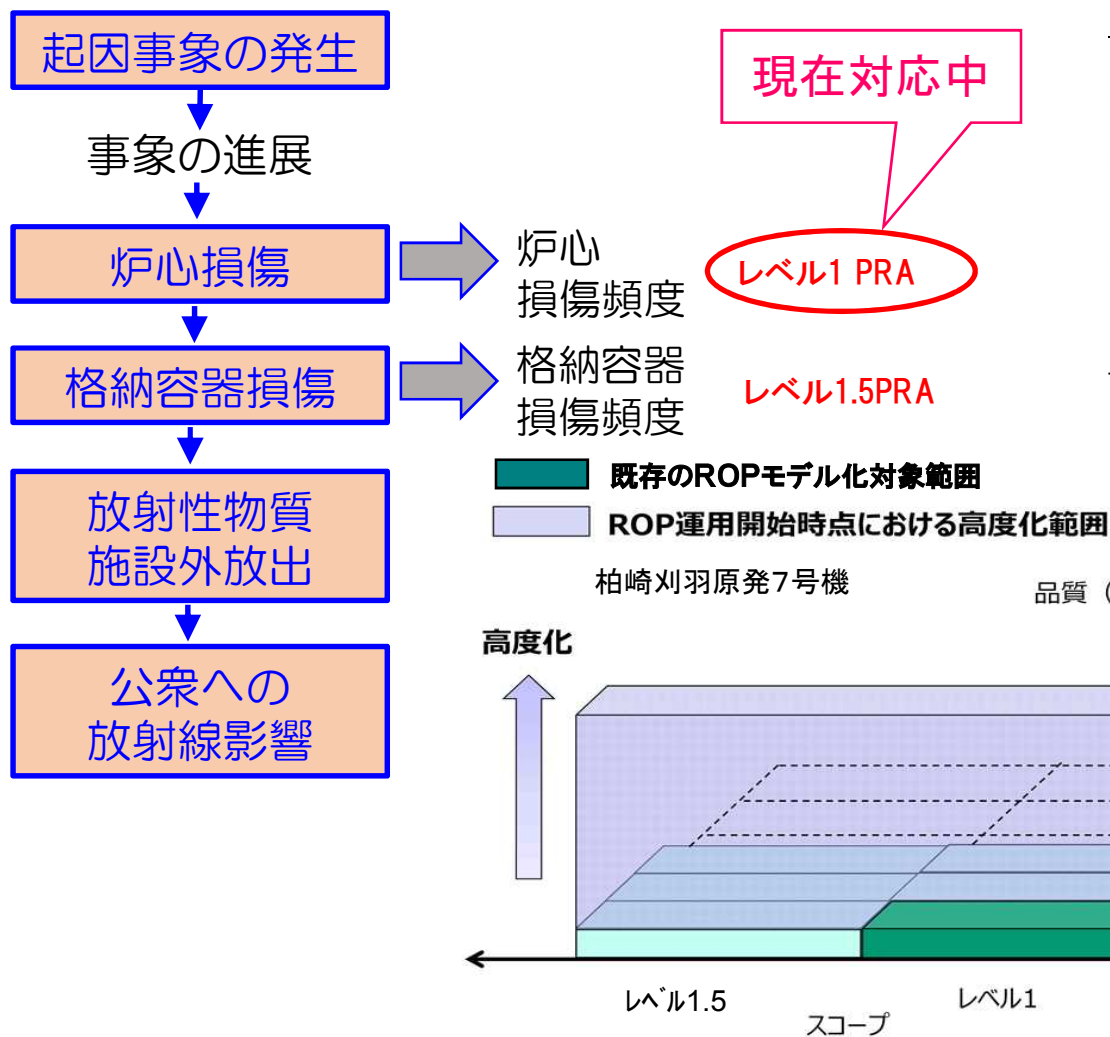 起因事象の発生
事象の進展
炉心損傷
格納容器損傷
放射性物質
施設外放出
公衆への
放射線影響
現在対応中
炉心
損傷頻度
レベル1 PRA
格納容器
損傷頻度
レベル1.5PRA
既存のROPモデル化対象範囲
ROP運用開始時点における高度化範囲
柏崎刈羽原発7号機
品質（
高度化
レベル1.5
レベル1
スコープ